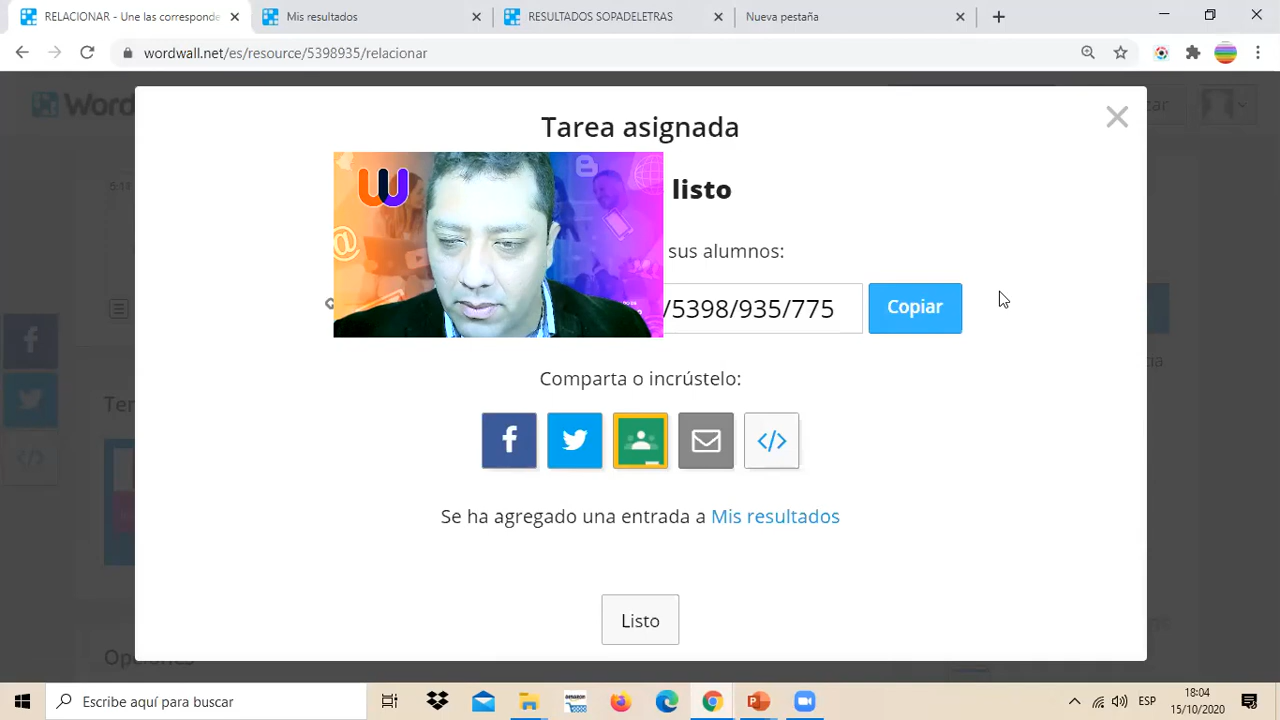 RELACIONAR - Une las corresponde
Mis resultados
RESULTADOS SOPADELETRAS
Nueva pestaña
wordwall.net/es/resource/5398935/relacionar
Word
Tarea asignada
listo
sus alumnos:
/5398/935/775
Copiar
Comparta o incrústelo:
Se ha agregado una entrada a Mis resultados
Listo
Opciones
Escribe aquí para buscar
ESP
18:04
15/10/2020